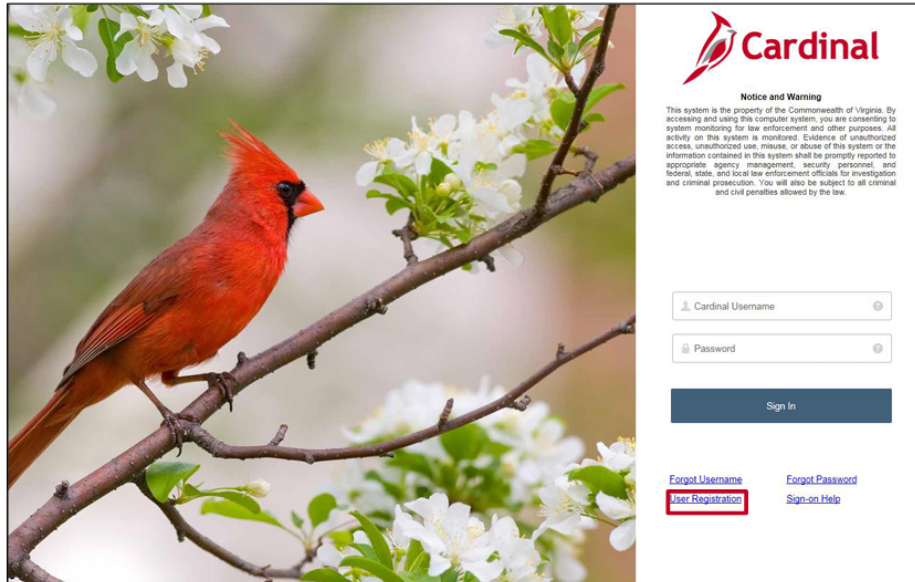 Cardinal
Notice and Warning
This system is the property of the Commonwealth of Virginia. By
accessing and using this computer system, you are consenting to
system monitoring for law enforcement and other purposes. All
activity on this system is monitored. Evidence of unauthorized
access, unauthorized use, misuse, or abuse of this system or the
information contained in this system shall be promptly reported to
appropriate agency management, security personnel, and
federal, state, and local law enforcement officials for investigation
and criminal prosecution. You will also be subject to all criminal
and civil penalties allowed by the law.
Cardinal Username
Password
Sign In
Forgot Username Forgot Password
User Registration Sign-on Help